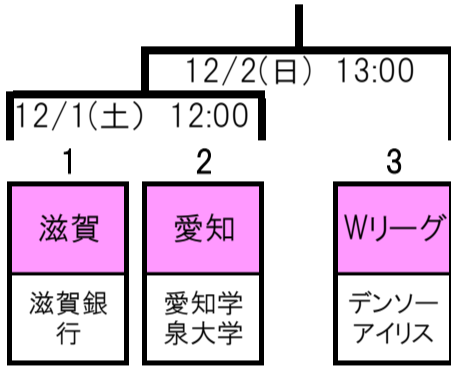 12/2(日) 13:00
12/1(土) 12:00
1 2 3
滋賀 愛知 Wリーグ
滋賀銀 愛知学 デンソー
行 泉大学 アイリス